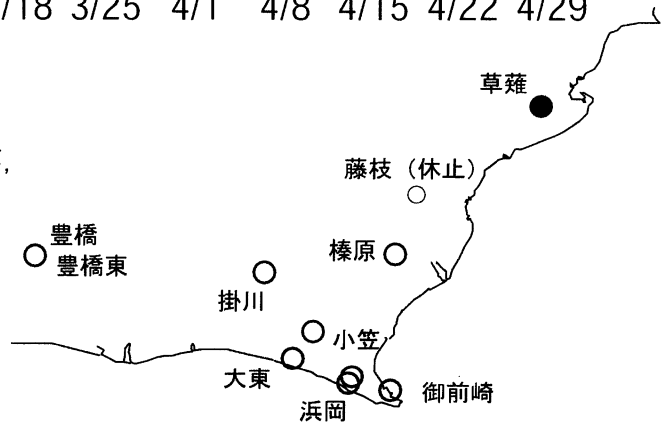 /18 3/25 4/1 4/8 4/15 4/22 4/29
草薙
藤枝（休止）
豊橋
豊橋東
榛原
掛川
小笠
大東
浜岡
御前崎